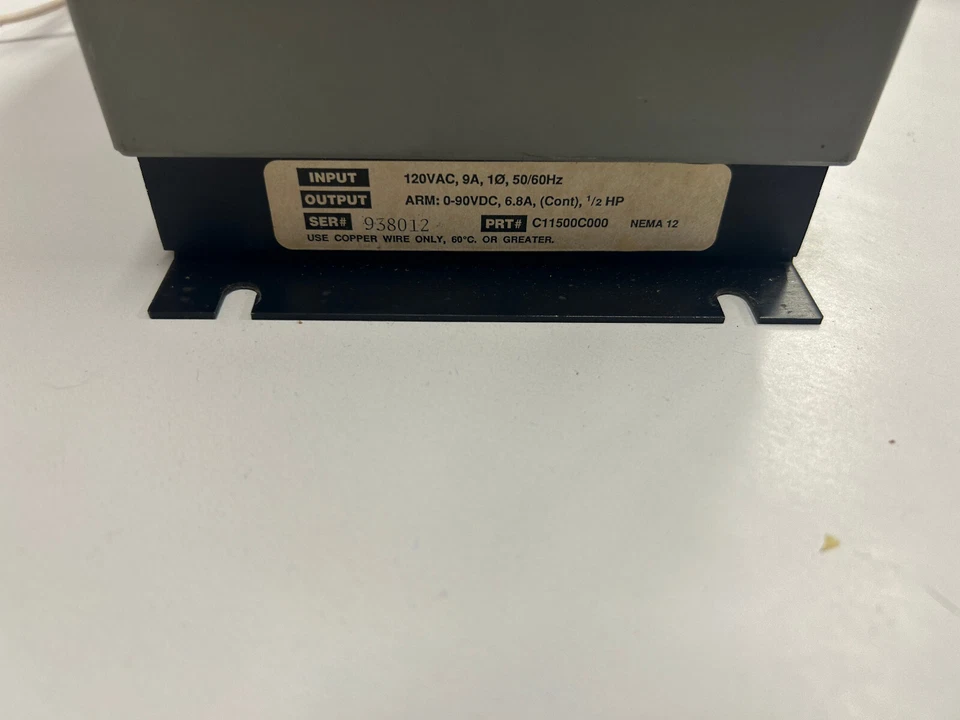 INPUT 120VAC, 9A, 1Ø, 50/60Hz
OUTPUT ARM: 0-90VDC, 6.8A, (Cont), 1/2 HP
SER# 938012 PRT# C11500C000 NEMA 12
USE COPPER WIRE ONLY, 60°C. OR GREATER.